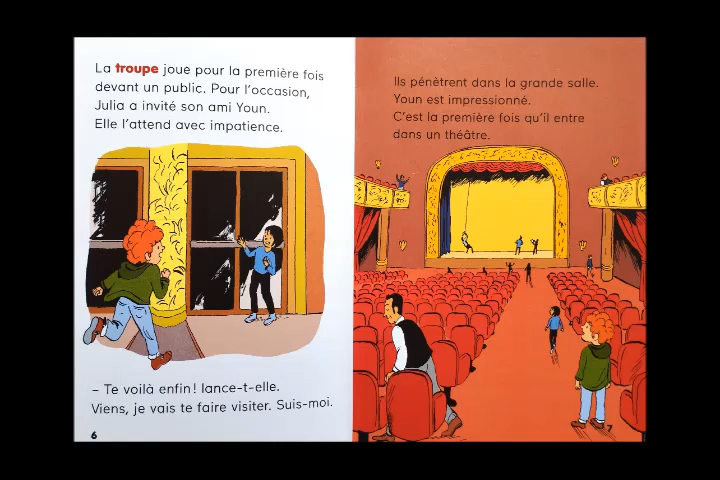 La troupe joue pour la première fois
devant un public. Pour l'occasion,
Julia a invité son ami Youn.
Elle l'attend avec impatience.
– Te voilà enfin ! lance-t-elle.
Viens, je vais te faire visiter. Suis-moi.
6
Ils pénètrent dans la grande salle.
Youn est impressionné.
C'est la première fois qu'il entre
dans un théâtre.
7